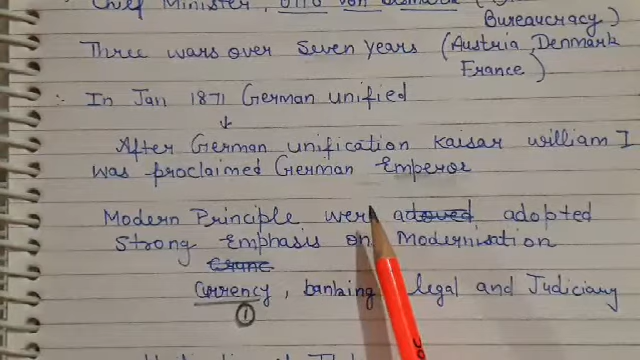 Chief Minister, Otto von Bismarck (
Bureaucracy)
Three wars over Seven Years (Austria, Denmark
France)
∴ In Jan 1871 German unified
↓
After German unification Kaisar william I
was proclaimed German Emperor
Modern Principle were adopted
Strong Emphasis on Modernisation
Currency, banking legal and Judiciary
①